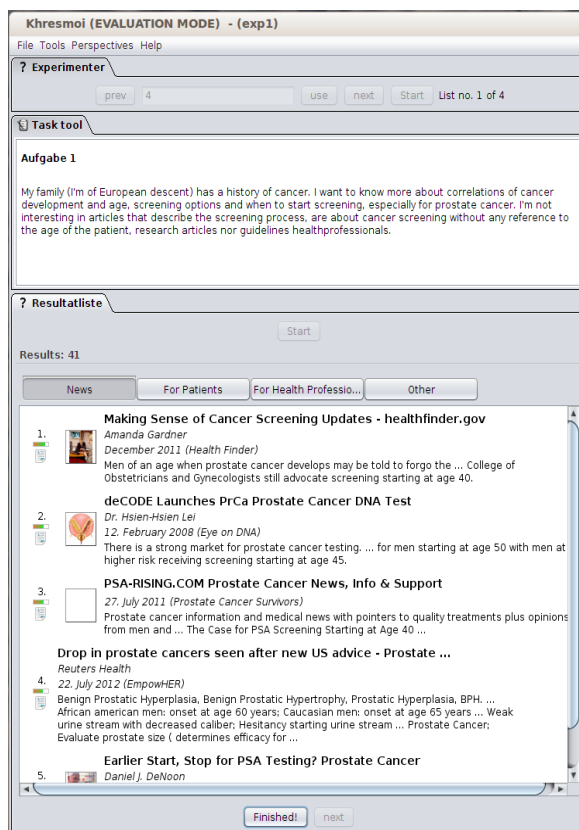 Khresmoi (EVALUATION MODE)  - (exp1)
File Tools Perspectives Help
? Experimenter
prev 4 use next Start List no. 1 of 4
Task tool
Aufgabe 1
My family (I'm of European descent) has a history of cancer. I want to know more about correlations of cancer
development and age, screening options and when to start screening, especially for prostate cancer. I'm not
interesting in articles that describe the screening process, are about cancer screening without any reference to
the age of the patient, research articles nor guidelines healthprofessionals.
? Resultatliste
Start
Results: 41
News For Patients For Health Professio... Other
Making Sense of Cancer Screening Updates - healthfinder.gov
1. Amanda Gardner
December 2011 (Health Finder)
Men of an age when prostate cancer develops may be told to forgo the ... College of
Obstetricians and Gynecologists still advocate screening starting at age 40.
deCODE Launches PrCa Prostate Cancer DNA Test
2. Dr. Hsien-Hsien Lei
12. February 2008 (Eye on DNA)
There is a strong market for prostate cancer testing. ... for men starting at age 50 with men at
higher risk receiving screening starting at age 45.
PSA-RISING.COM Prostate Cancer News, Info & Support
3. 27. July 2011 (Prostate Cancer Survivors)
Prostate cancer information and medical news with pointers to quality treatments plus opinions
from men and ... The Case for PSA Screening Starting at Age 40 ...
Drop in prostate cancers seen after new US advice - Prostate ...
Reuters Health
4. 22. July 2012 (EmpowHER)
Benign Prostatic Hyperplasia, Benign Prostatic Hypertrophy, Prostatic Hyperplasia, BPH. ...
African american men: onset at age 60 years; Caucasian men: onset at age 65 years ... Weak
urine stream with decreased caliber; Hesitancy starting urine stream ... Prostate Cancer;
Evaluate prostate size ( determines efficacy for ...
Earlier Start, Stop for PSA Testing? Prostate Cancer
5. Daniel J. DeNoon
Finished! next